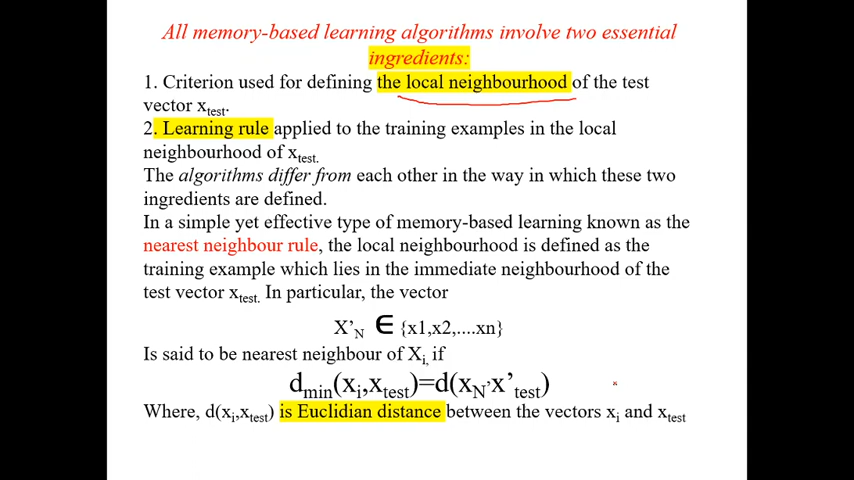 All memory-based learning algorithms involve two essential
ingredients:
1. Criterion used for defining the local neighbourhood of the test
vector xtest.
2. Learning rule applied to the training examples in the local
neighbourhood of xtest.
The algorithms differ from each other in the way in which these two
ingredients are defined.
In a simple yet effective type of memory-based learning known as the
nearest neighbour rule, the local neighbourhood is defined as the
training example which lies in the immediate neighbourhood of the
test vector xtest. In particular, the vector
X’N ∈ {x1,x2,....xn}
Is said to be nearest neighbour of Xi, if
dmin(xi,xtest)=d(xN’x’test)
Where, d(xi,xtest) is Euclidian distance between the vectors xi and xtest